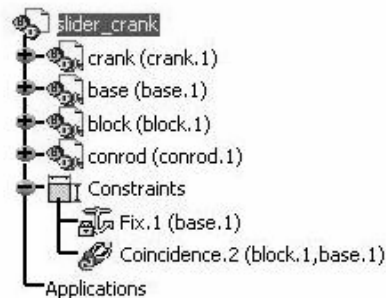 slider_crank
crank (crank.1)
base (base.1)
block (block.1)
conrod (conrod.1)
Constraints
Fix.1 (base.1)
Coincidence.2 (block.1,base.1)
Applications